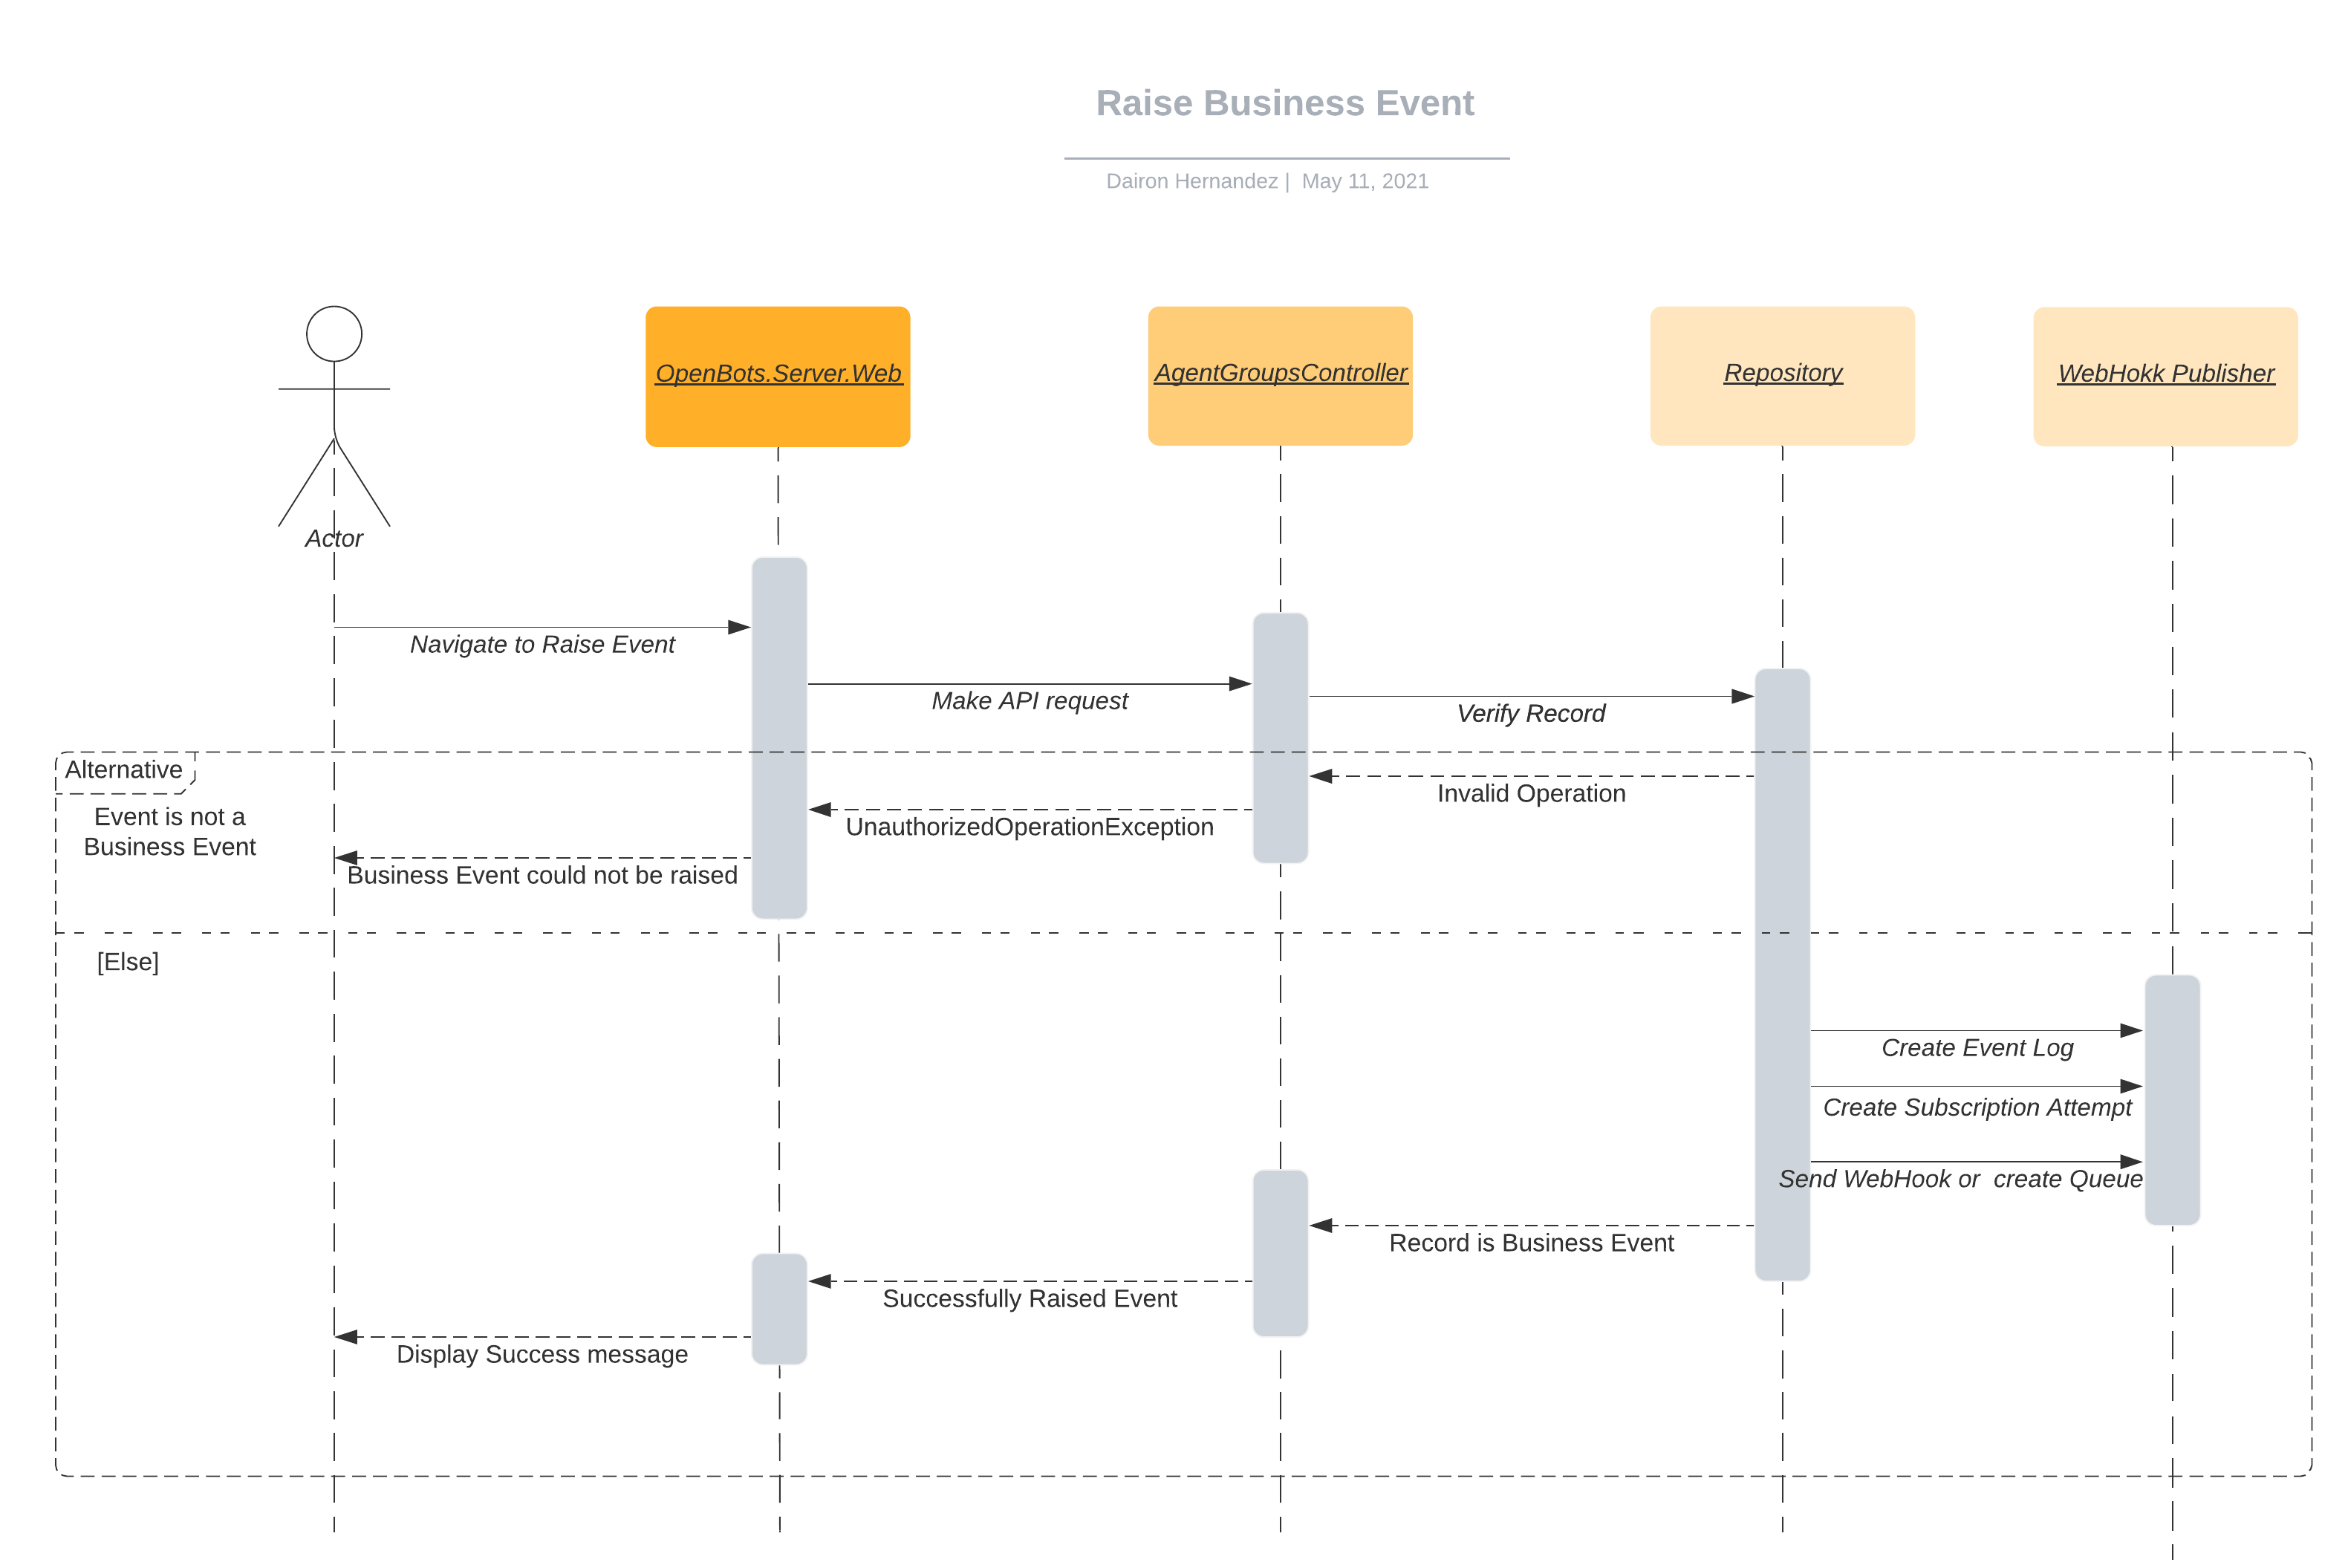 Raise Business Event
Dairon Hernandez |  May 11, 2021
OpenBots.Server.Web
AgentGroupsController
Repository
WebHokk Publisher
Actor
Navigate to Raise Event
Make API request
Verify Record
Alternative
Event is not a
Business Event
Invalid Operation
UnauthorizedOperationException
Business Event could not be raised
[Else]
Create Event Log
Create Subscription Attempt
Send WebHook or  create Queue
Record is Business Event
Successfully Raised Event
Display Success message